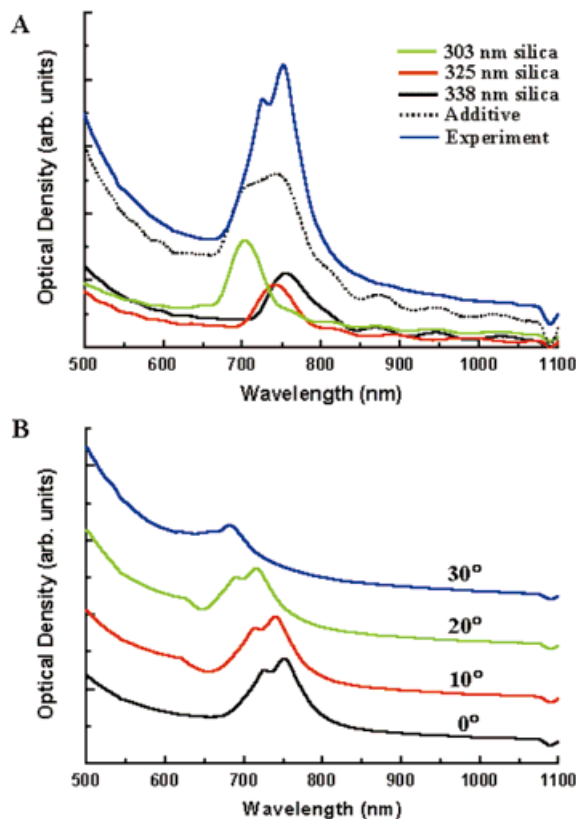 A
303 nm silica
325 nm silica
338 nm silica
Additive
Experiment
Optical Density (arb. units)
500 600 700 800 900 1000 1100
Wavelength (nm)
B
30°
20°
10°
0°
Optical Density (arb. units)
500 600 700 800 900 1000 1100
Wavelength (nm)